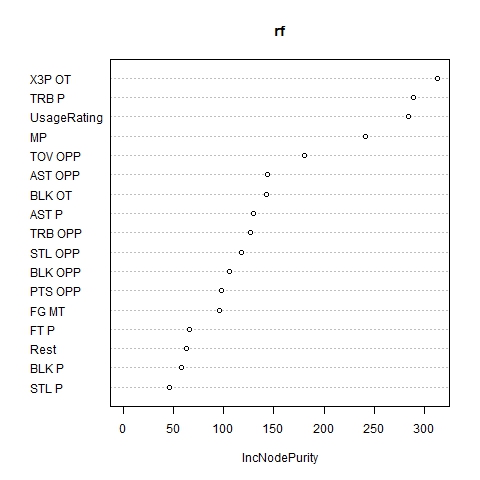 rf
X3P OT
TRB P
UsageRating
MP
TOV OPP
AST OPP
BLK OT
AST P
TRB OPP
STL OPP
BLK OPP
PTS OPP
FG MT
FT P
Rest
BLK P
STL P
0 50 100 150 200 250 300
IncNodePurity